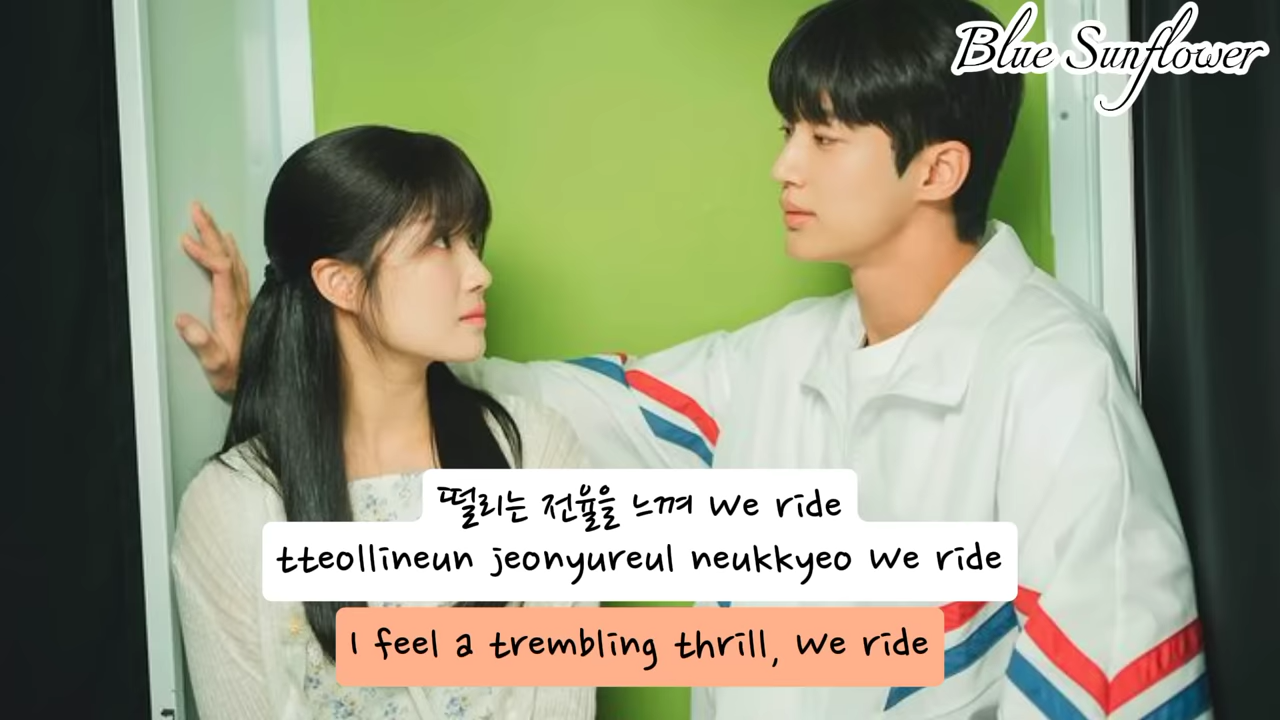 Blue Sunflower
떨리는 전율을 느껴 We ride
tteollineun jeonyureul neukkyeo We ride
I feel a trembling thrill, We ride